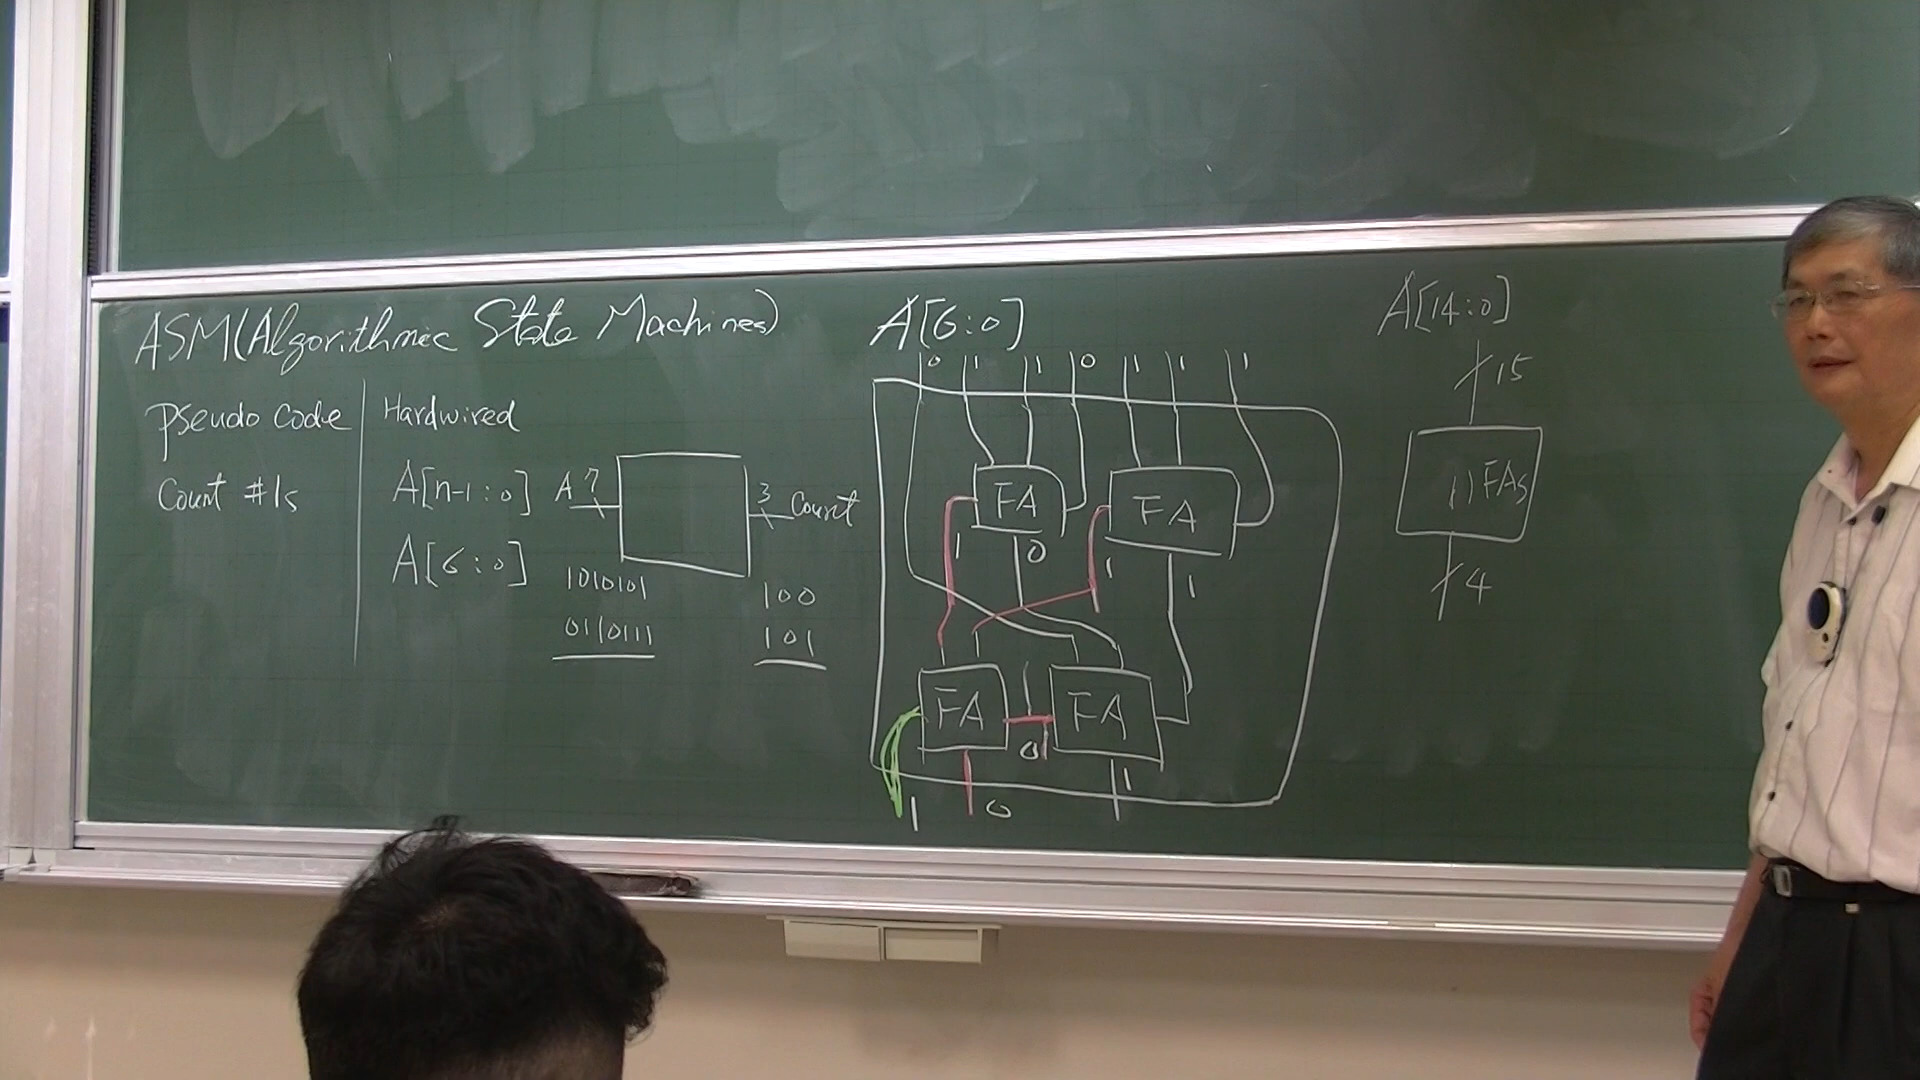 ASM(Algorithmic State Machines)
Pseudo Code
Hardwired
Count #1s
A[n-1:0]
A[6:0]
A 7
3 Count
1010101
100
0110111
101
A[6:0]
0 1 1 0 1 1 1
FA
FA
1 0 1 1
FA
FA
1
0
1
1 0
A[14:0]
15
11 FAs
4